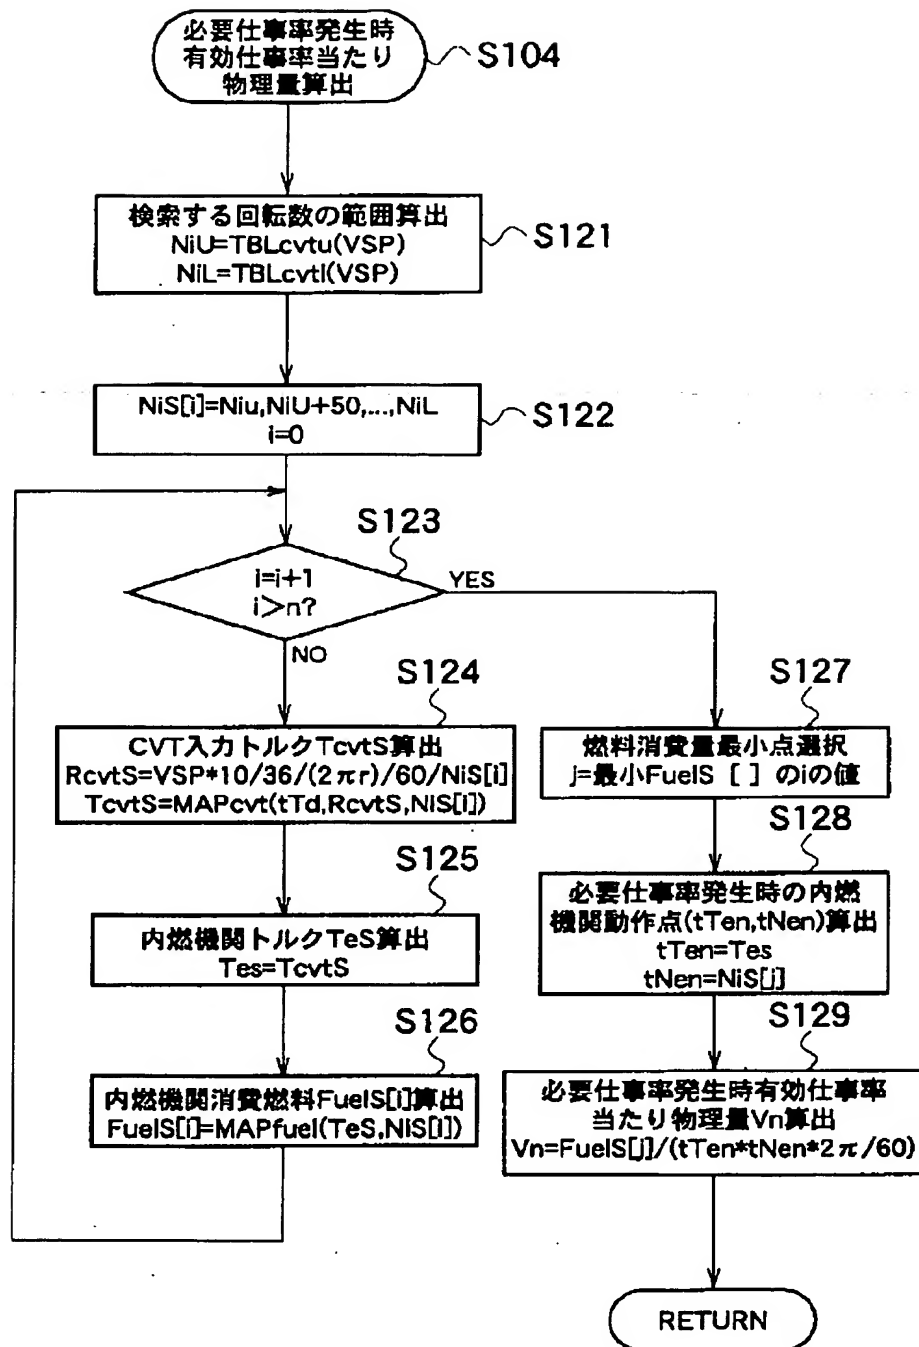 必要仕事率発生時
有効仕事率当たり
物理量算出
S104
検索する回転数の範囲算出
NiU=TBLcvtu(VSP)
NiL=TBLcvtl(VSP)
S121
NiS[i]=Niu,NiU+50,...,NiL
i=0
S122
S123
i=i+1
i>n?
YES
NO
S124
CVT入力トルクTcvtS算出
RcvtS=VSP*10/36/(2πr)/60/NiS[i]
TcvtS=MAPcvt(tTd,RcvtS,NiS[i])
S125
内燃機関トルクTeS算出
Tes=TcvtS
S126
内燃機関消費燃料FuelS[i]算出
FuelS[i]=MAPfuel(TeS,NiS[i])
S127
燃料消費量最小点選択
j=最小FuelS [ ] のiの値
S128
必要仕事率発生時の内燃
機関動作点(tTen,tNen)算出
tTen=Tes
tNen=NiS[j]
S129
必要仕事率発生時有効仕事率
当たり物理量Vn算出
Vn=FuelS[j]/(tTen*tNen*2π/60)
RETURN